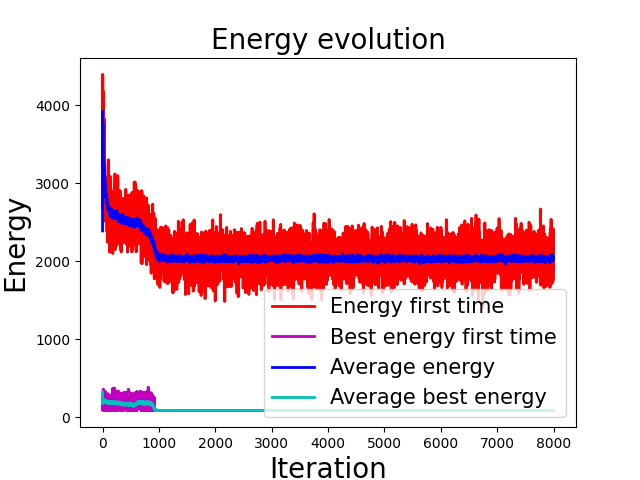 Energy evolution
Energy
4000
3000
2000
1000
0
Energy first time
Best energy first time
Average energy
Average best energy
0 1000 2000 3000 4000 5000 6000 7000 8000
Iteration